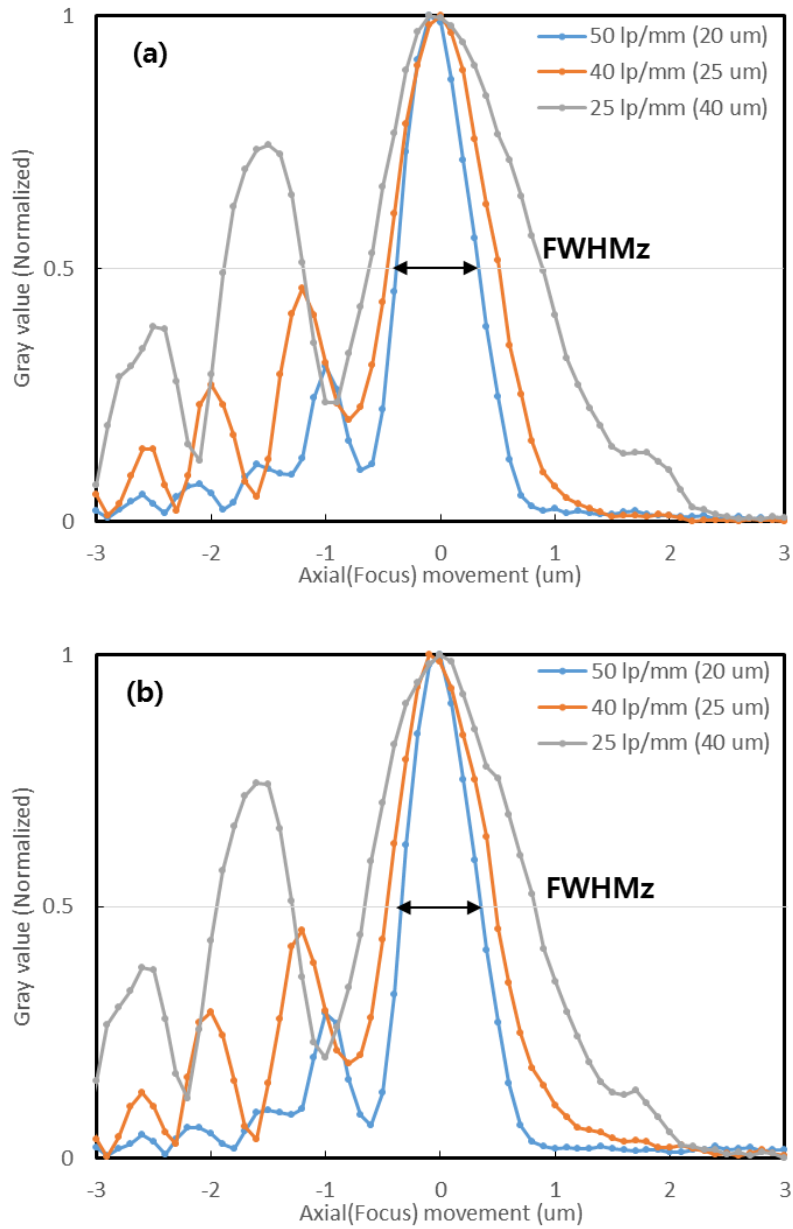 (a)
50 lp/mm (20 um)
40 lp/mm (25 um)
25 lp/mm (40 um)
FWHMz
Gray value (Normalized)
1
0.5
0
-3 -2 -1 0 1 2 3
Axial(Focus) movement (um)
(b)
50 lp/mm (20 um)
40 lp/mm (25 um)
25 lp/mm (40 um)
FWHMz
Gray value (Normalized)
1
0.5
0
-3 -2 -1 0 1 2 3
Axial(Focus) movement (um)